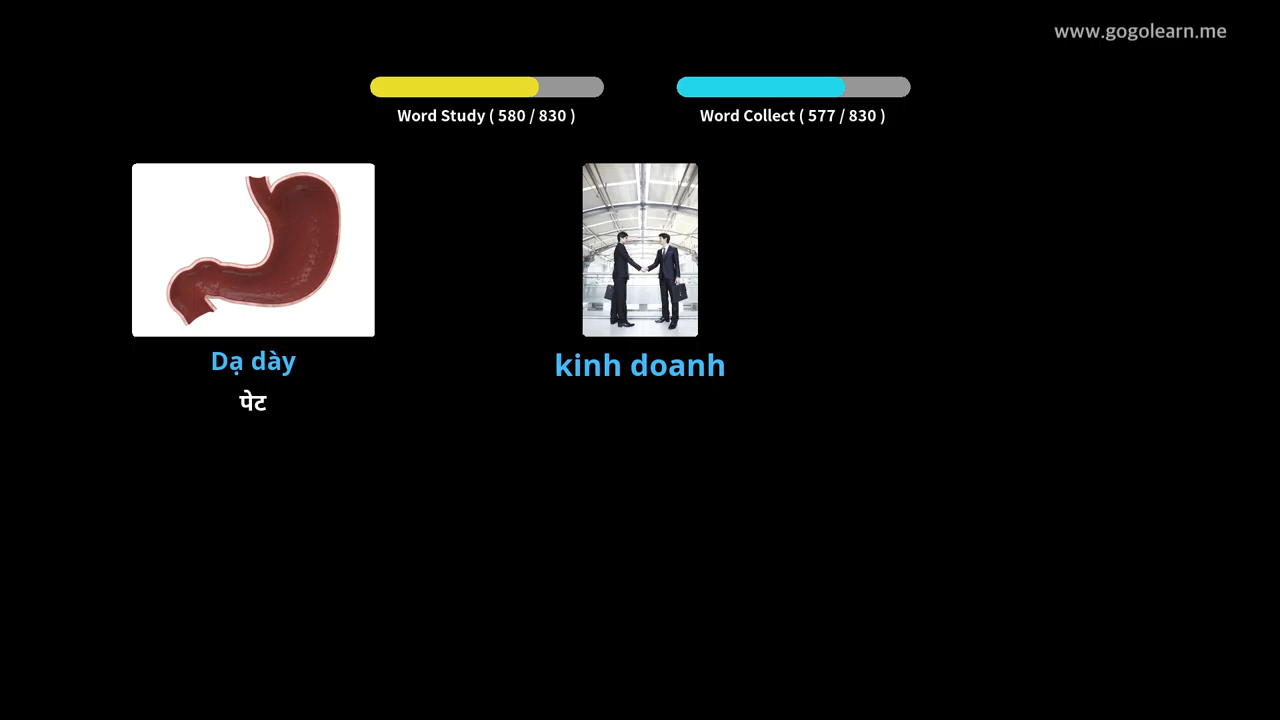 www.gogolearn.me
Word Study ( 580 / 830 )
Word Collect ( 577 / 830 )
Dạ dày
पेट
kinh doanh